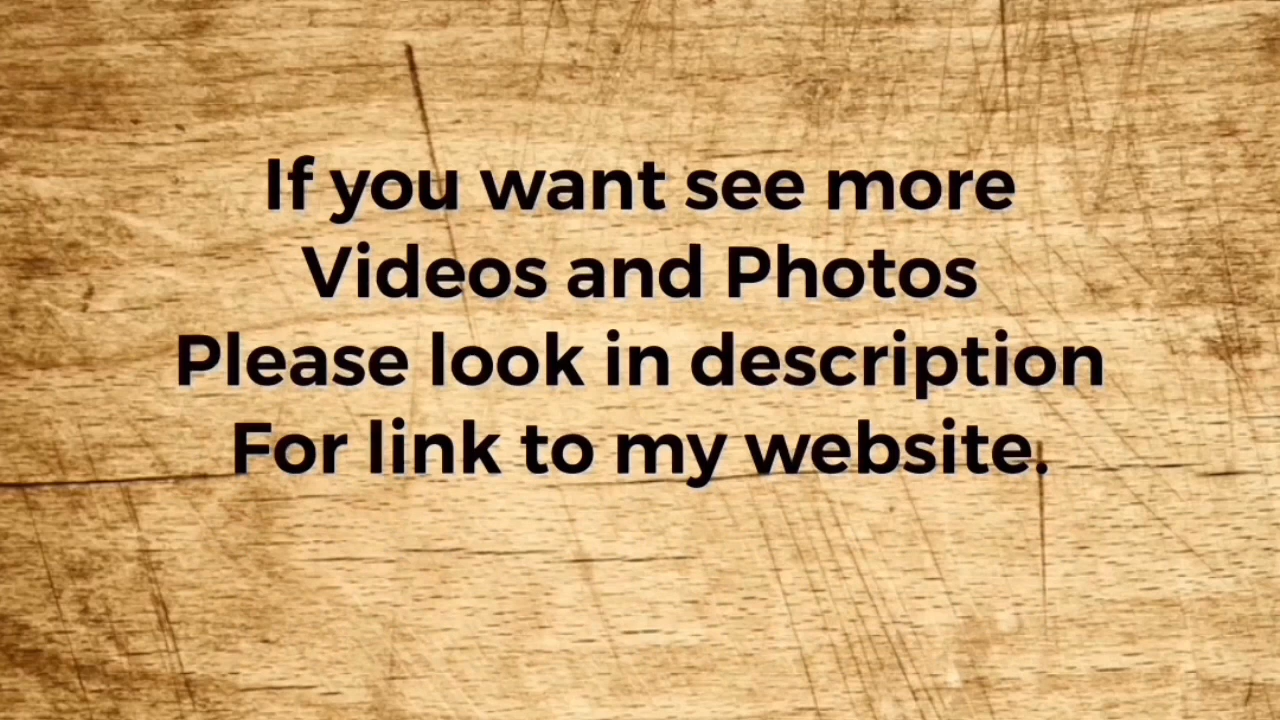 If you want see more
Videos and Photos
Please look in description
For link to my website.